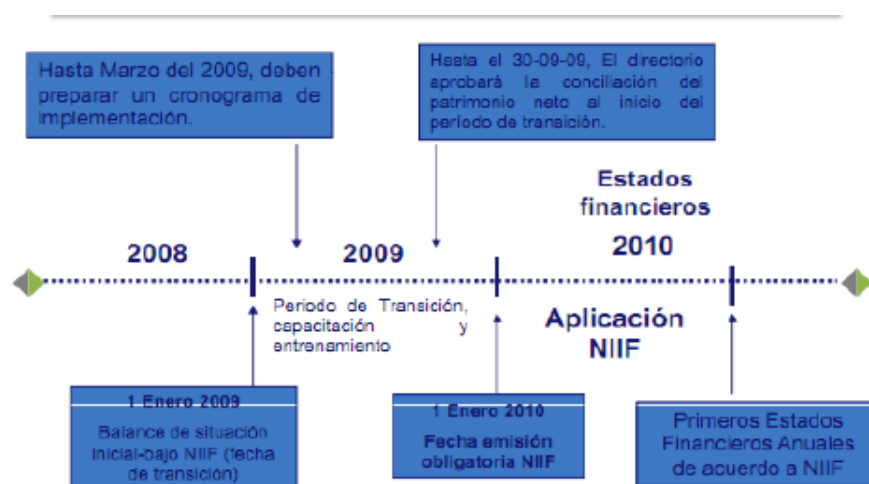 Hasta Marzo del 2009, deben
preparar un cronograma de
implementación.
Hasta el 30-09-09, El directorio
aprobará la conciliación del
patrimonio neto al inicio del
período de transición.
Estados
financieros
2008
2009
2010
Periodo de Transición,
capacitación y
entrenamiento
Aplicación
NIIF
1 Enero 2009
Balance de situación
inicial-bajo NIIF (fecha
de transición)
1 Enero 2010
Fecha emisión
obligatoria NIIF
Primeros Estados
Financieros Anuales
de acuerdo a NIIF